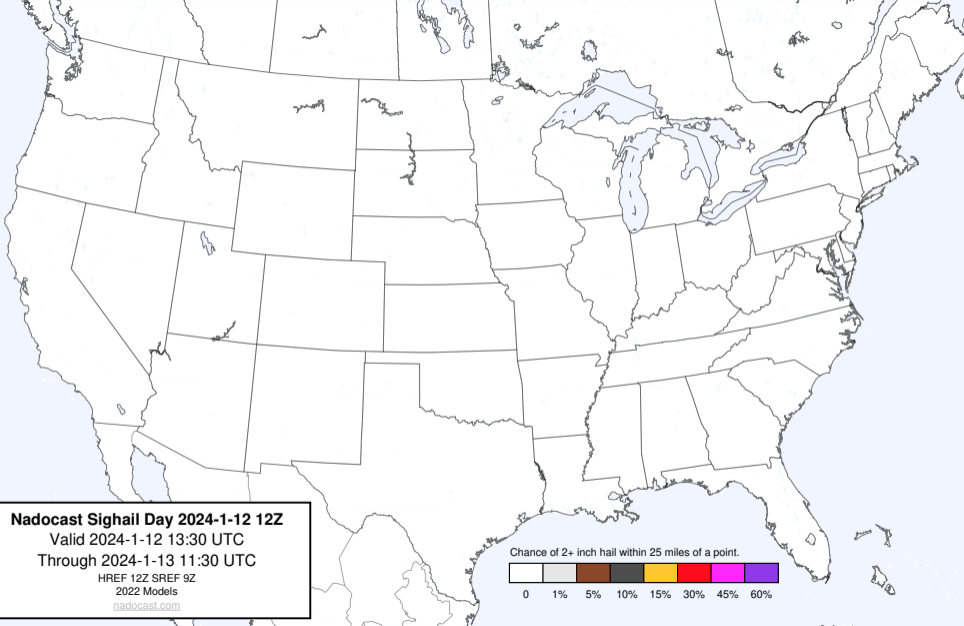 Nadocast Sighail Day 2024-1-12 12Z
Valid 2024-1-12 13:30 UTC
Through 2024-1-13 11:30 UTC
HREF 12Z SREF 9Z
2022 Models
nadocast.com
Chance of 2+ inch hail within 25 miles of a point.
0 1% 5% 10% 15% 30% 45% 60%